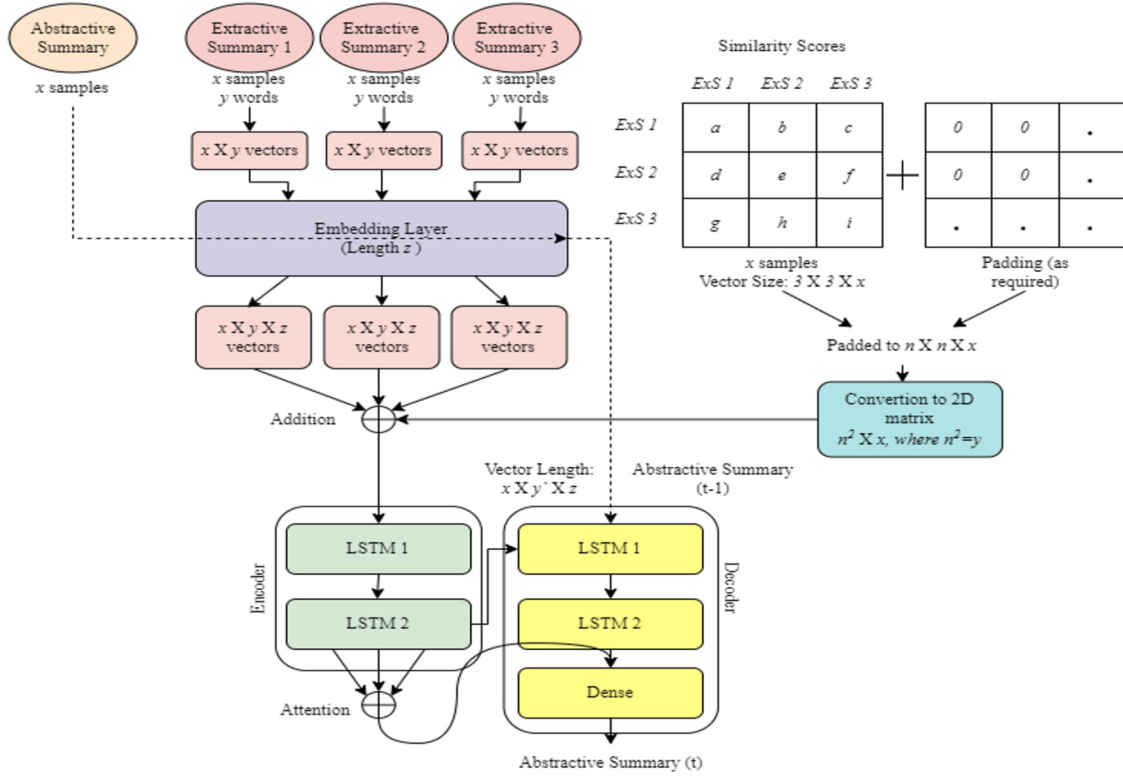 Abstractive
Summary
x samples
Extractive
Summary 1
x samples
y words
x X y vectors
Extractive
Summary 2
x samples
y words
x X y vectors
Extractive
Summary 3
x samples
y words
x X y vectors
Embedding Layer
(Length z )
x X y X z
vectors
x X y X z
vectors
x X y X z
vectors
Addition
Similarity Scores
ExS 1 ExS 2 ExS 3
ExS 1 a b c
ExS 2 d e f
ExS 3 g h i
x samples
Vector Size: 3 X 3 X x
+
0 0 .
0 0 .
. . .
Padding (as
required)
Padded to n X n X x
Convertion to 2D
matrix
n² X x, where n²=y
Vector Length:
x X y` X z
Abstractive Summary
(t-1)
Encoder
LSTM 1
LSTM 2
Attention
Decoder
LSTM 1
LSTM 2
Dense
Abstractive Summary (t)